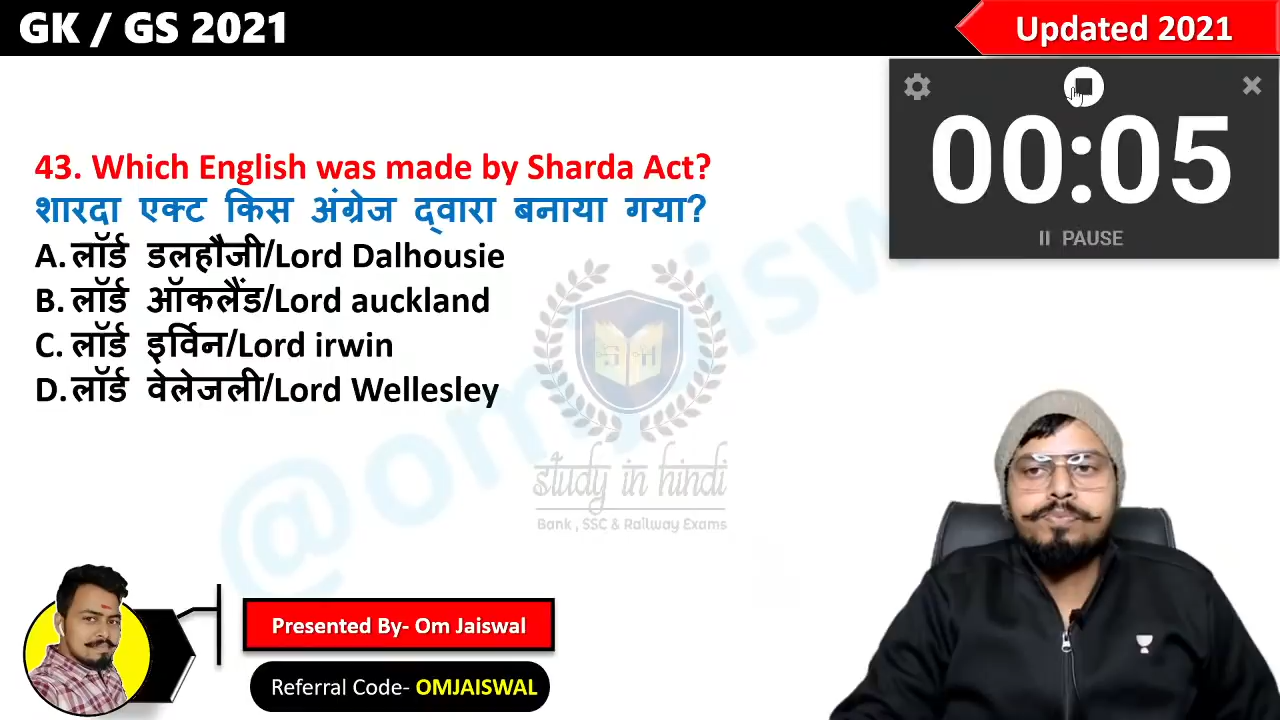 GK / GS 2021
Updated 2021
00:05
II PAUSE
43. Which English was made by Sharda Act?
शारदा एक्ट किस अंग्रेज द्वारा बनाया गया?
A. लॉर्ड डलहौजी/Lord Dalhousie
B. लॉर्ड ऑकलैंड/Lord auckland
C. लॉर्ड इर्विन/Lord irwin
D. लॉर्ड वेलेजली/Lord Wellesley
S H
study in hindi
Bank , SSC & Railway Exams
Presented By- Om Jaiswal
Referral Code- OMJAISWAL